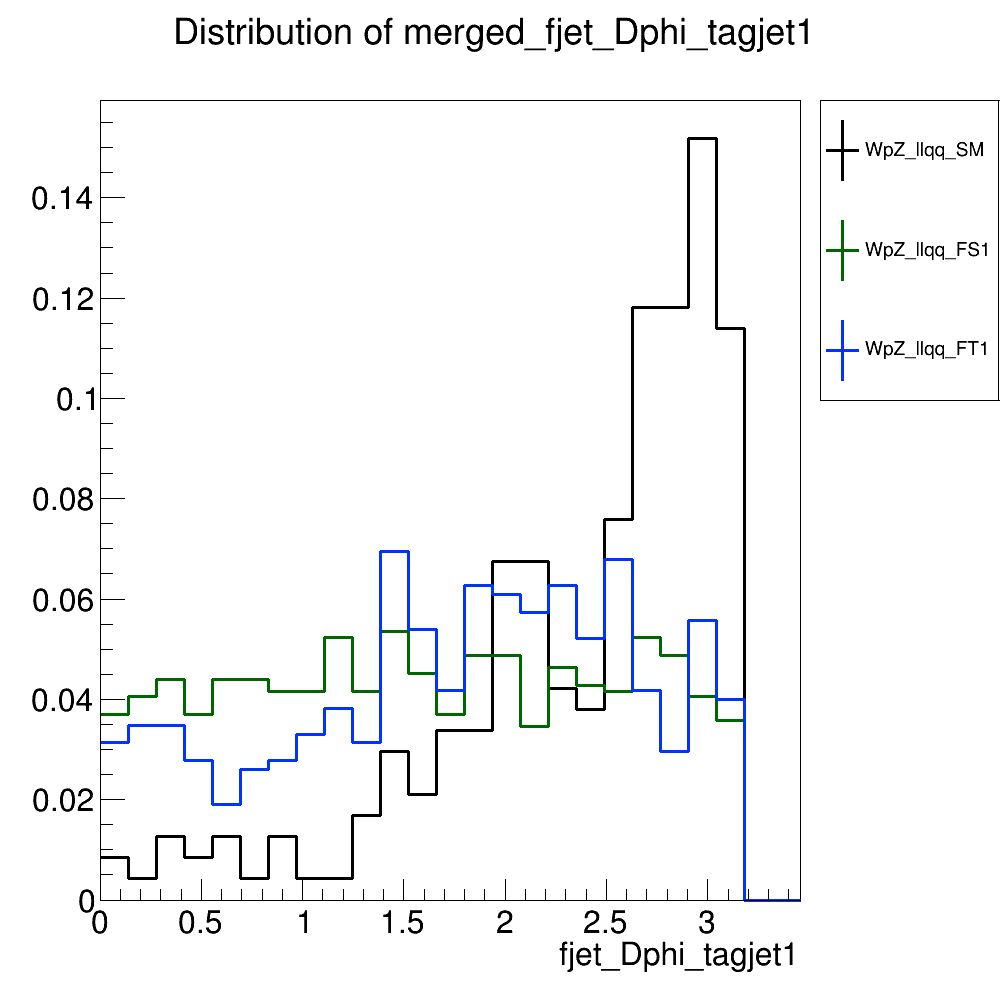 Distribution of merged_fjet_Dphi_tagjet1
WpZ_llqq_SM
WpZ_llqq_FS1
WpZ_llqq_FT1
0.14
0.12
0.1
0.08
0.06
0.04
0.02
0
0 0.5 1 1.5 2 2.5 3
fjet_Dphi_tagjet1